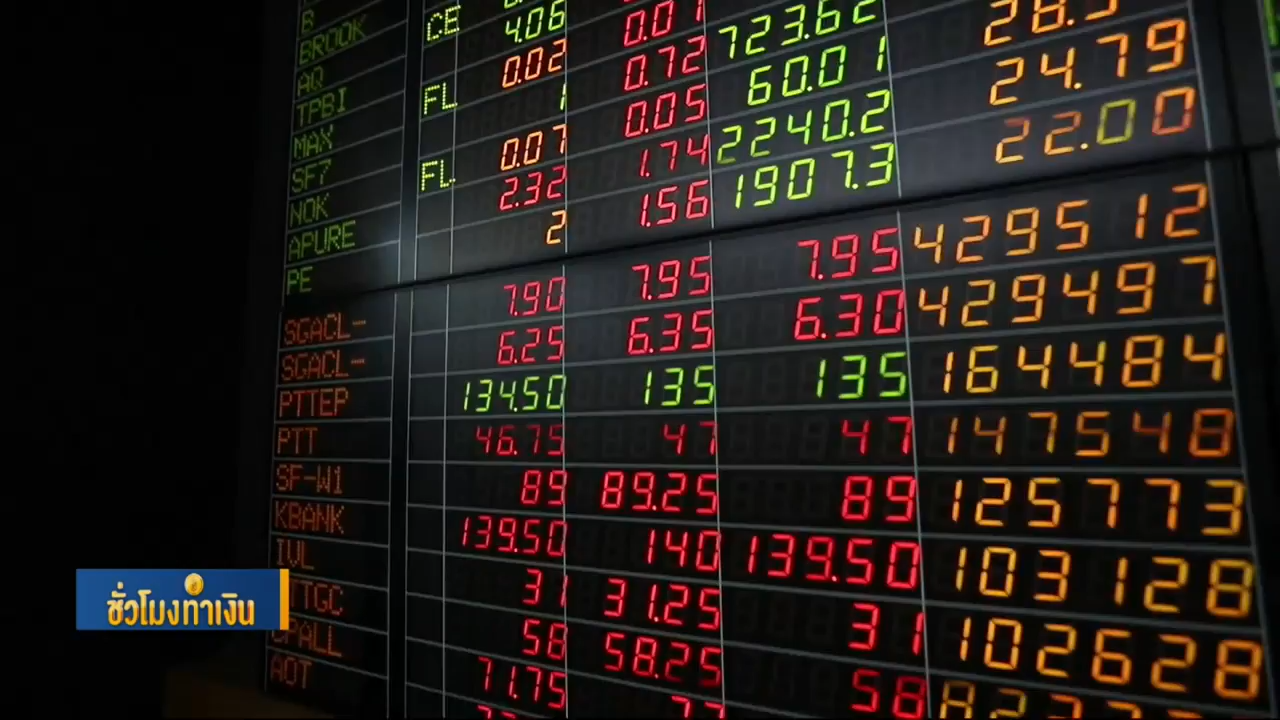 B
BROOK
AQ
TPBI CE 4.06
MAX FL 0.02 0.01
SF7 1 0.72 723.62
NOK FL 0.07 0.05 60.01
APURE 2.32 1.74 2240.2 24.79
PE 2 1.56 1907.3 22.00
SGACL- 7.90 7.95 7.95 429512
SGACL- 6.25 6.35 6.30 429497
PTTEP 134.50 135 135 164484
PTT 46.75 47 47 147548
SF-W1 89 89.25 89 125773
KBANK 139.50 140 139.50 103128
IVL 31 31.25 31 102628
TTGC 58 58.25 58
CPALL 71.75
AOT
ชั่วโมงทำเงิน